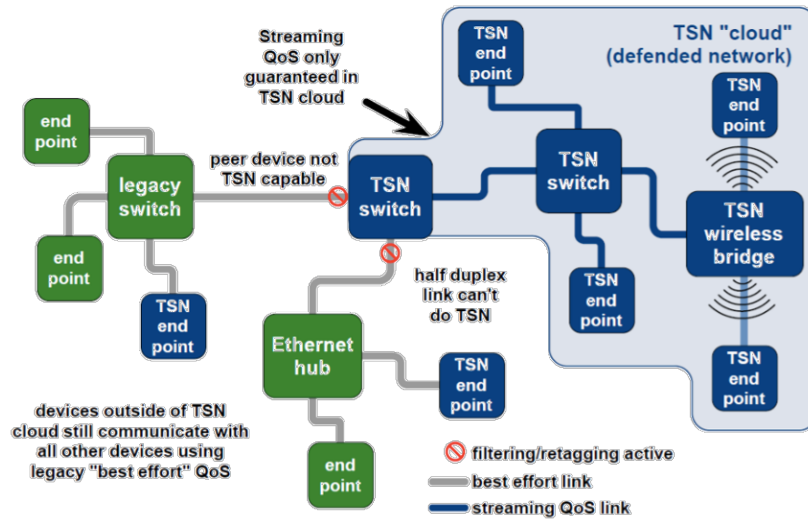 Streaming
QoS only
guaranteed in
TSN cloud
TSN "cloud"
(defended network)
TSN
end
point
TSN
end
point
end
point
peer device not
TSN capable
legacy
switch
TSN
switch
TSN
switch
TSN
wireless
bridge
end
point
TSN
end
point
half duplex
link can't
do TSN
TSN
end
point
Ethernet
hub
TSN
end
point
TSN
end
point
devices outside of TSN
cloud still communicate with
all other devices using
legacy "best effort" QoS
end
point
filtering/retagging active
best effort link
streaming QoS link